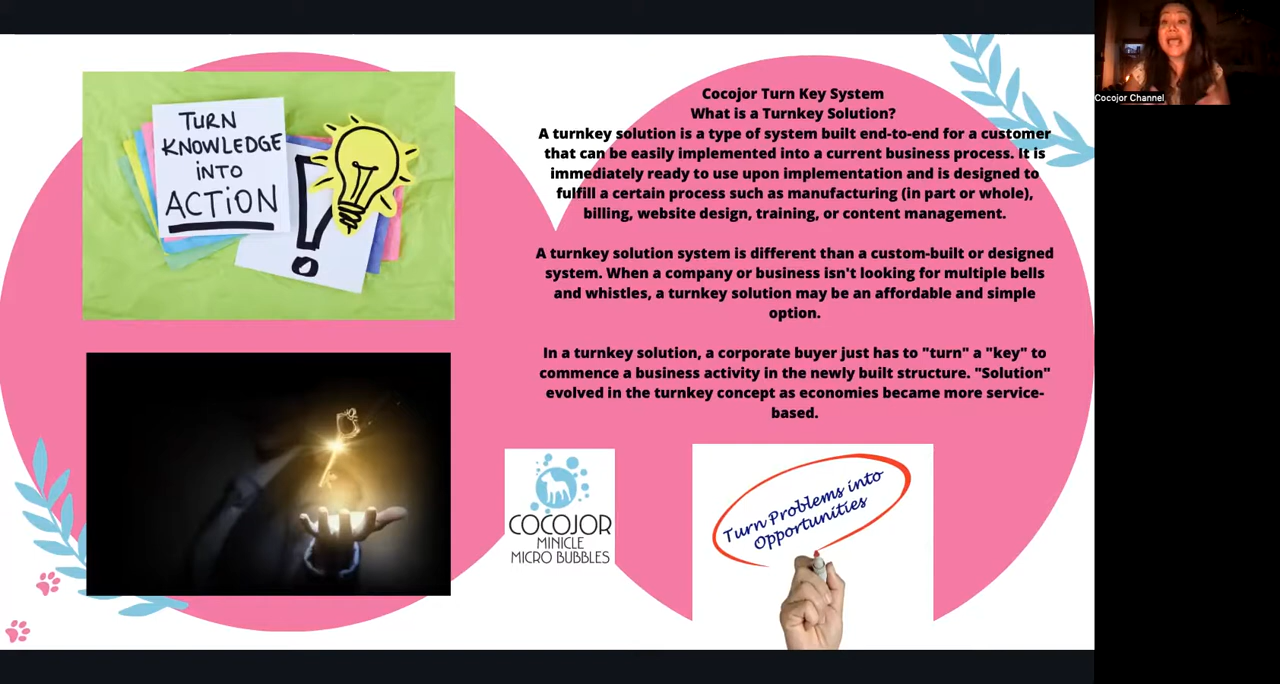 TURN
KNOWLEDGE
iNTO
ACTiON
!
Cocojor Turn Key System
What is a Turnkey Solution?
A turnkey solution is a type of system built end-to-end for a customer
that can be easily implemented into a current business process. It is
immediately ready to use upon implementation and is designed to
fulfill a certain process such as manufacturing (in part or whole),
billing, website design, training, or content management.
A turnkey solution system is different than a custom-built or designed
system. When a company or business isn't looking for multiple bells
and whistles, a turnkey solution may be an affordable and simple
option.
In a turnkey solution, a corporate buyer just has to "turn" a "key" to
commence a business activity in the newly built structure. "Solution"
evolved in the turnkey concept as economies became more service-
based.
COCOJOR
MINICLE
MICRO BUBBLES
Turn Problems into
Opportunities
Cocojor Channel